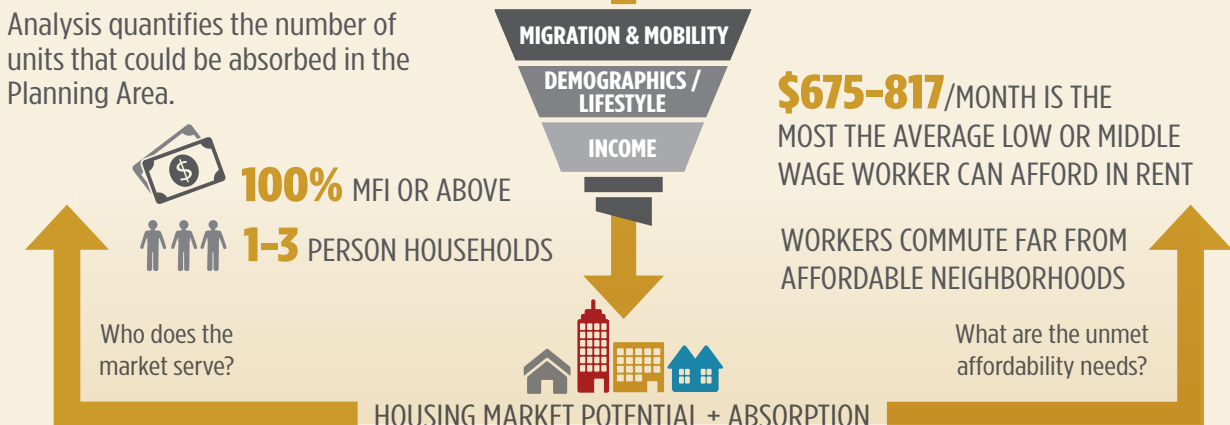 Analysis quantifies the number of
units that could be absorbed in the
Planning Area.
MIGRATION & MOBILITY
DEMOGRAPHICS /
LIFESTYLE
INCOME
$
100% MFI OR ABOVE
1-3 PERSON HOUSEHOLDS
$675-817/MONTH IS THE
MOST THE AVERAGE LOW OR MIDDLE
WAGE WORKER CAN AFFORD IN RENT
WORKERS COMMUTE FAR FROM
AFFORDABLE NEIGHBORHOODS
Who does the
market serve?
What are the unmet
affordability needs?
HOUSING MARKET POTENTIAL + ABSORPTION